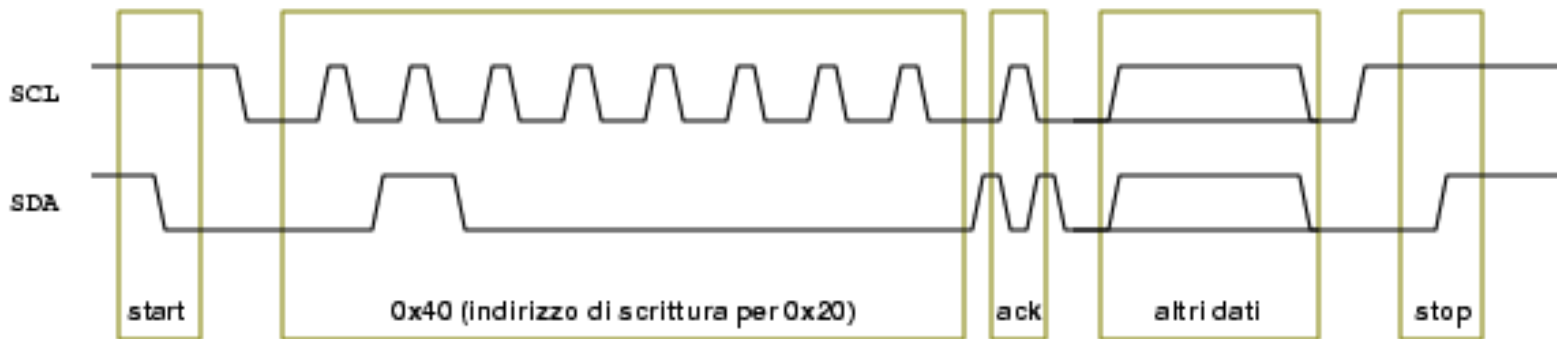 SCL
SDA
start
0x40 (indirizzo di scrittura per 0x20)
ack
altri dati
stop